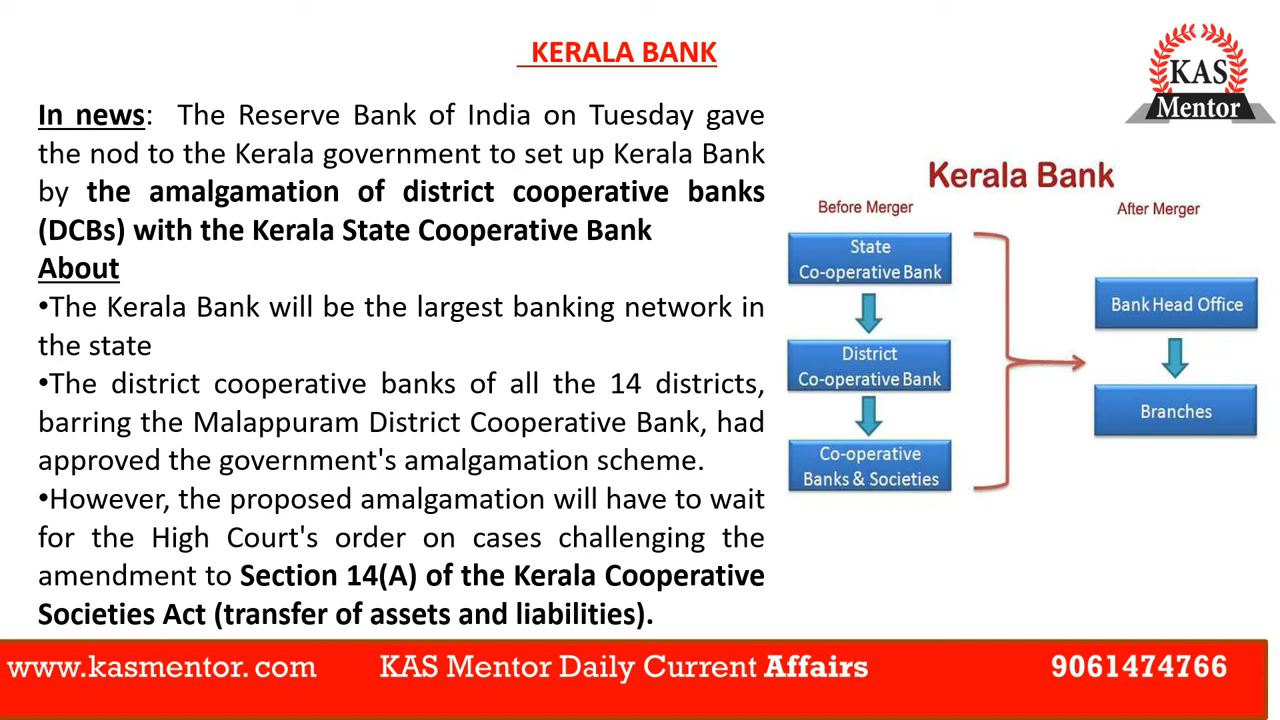 KERALA BANK
KAS
Mentor
In news: The Reserve Bank of India on Tuesday gave
the nod to the Kerala government to set up Kerala Bank
by the amalgamation of district cooperative banks
(DCBs) with the Kerala State Cooperative Bank
About
•The Kerala Bank will be the largest banking network in
the state
•The district cooperative banks of all the 14 districts,
barring the Malappuram District Cooperative Bank, had
approved the government's amalgamation scheme.
•However, the proposed amalgamation will have to wait
for the High Court's order on cases challenging the
amendment to Section 14(A) of the Kerala Cooperative
Societies Act (transfer of assets and liabilities).
Kerala Bank
Before Merger
After Merger
State
Co-operative Bank
District
Co-operative Bank
Co-operative
Banks & Societies
Bank Head Office
Branches
www.kasmentor. com KAS Mentor Daily Current Affairs 9061474766